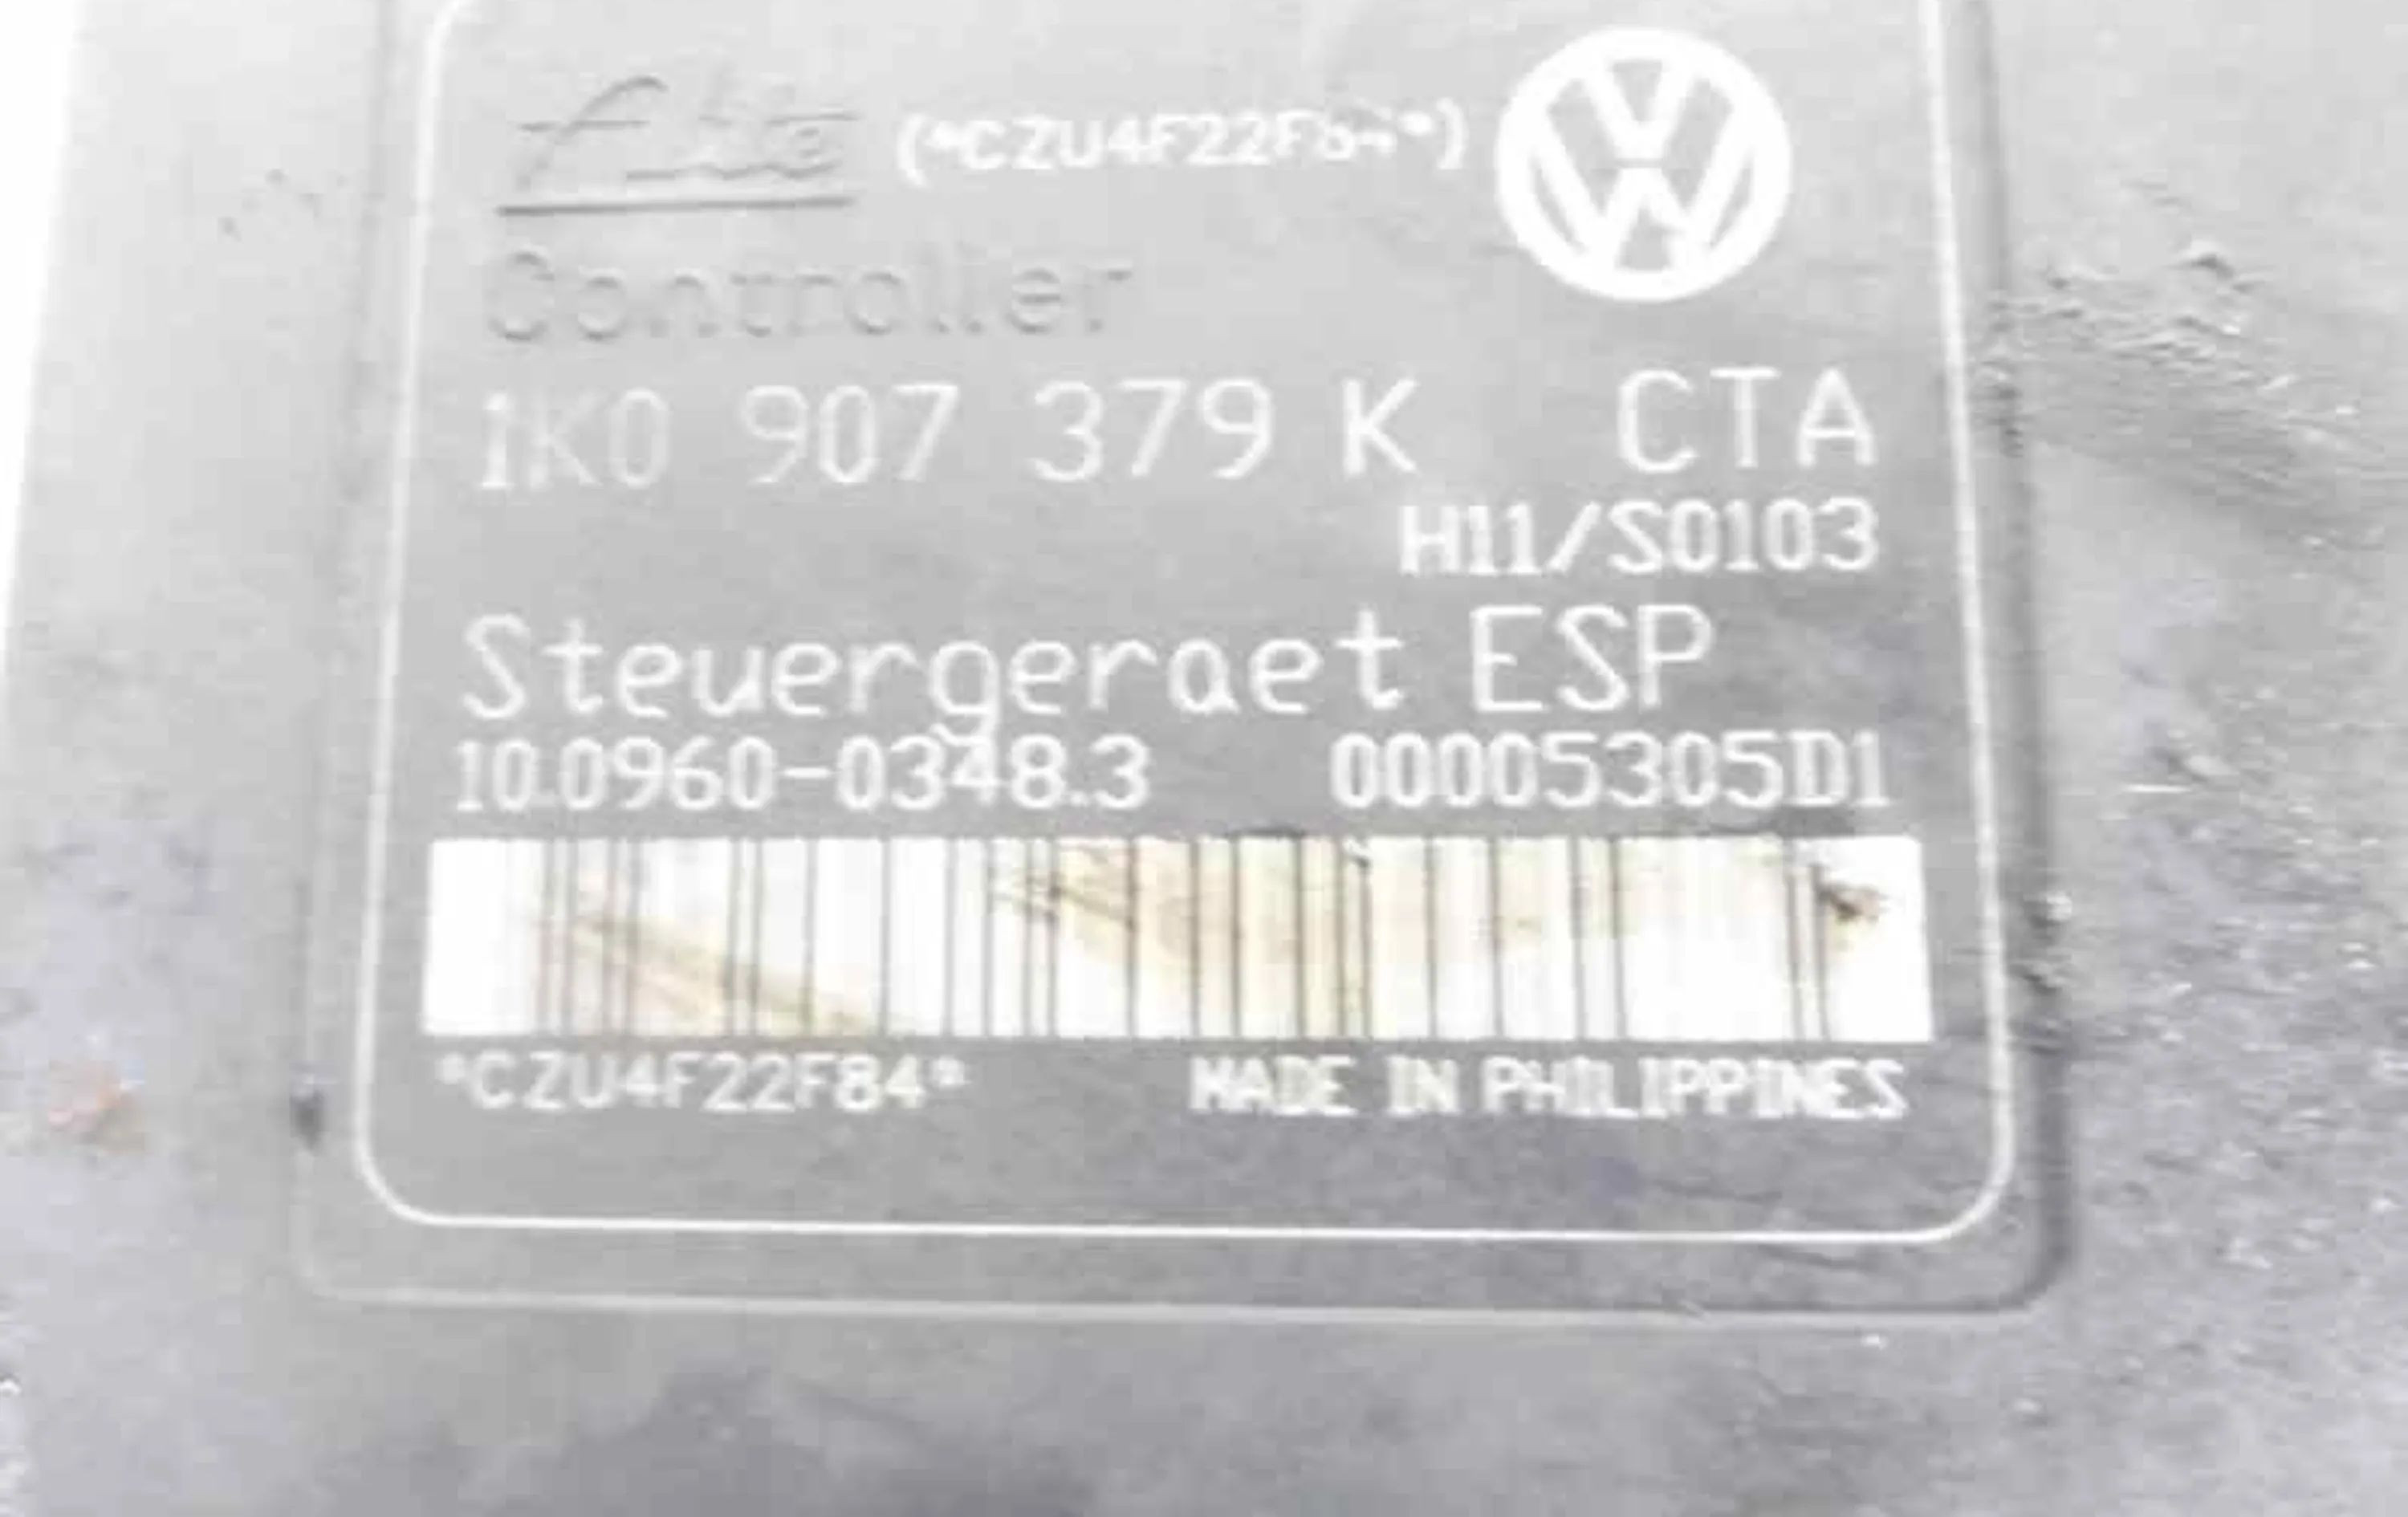 Ate (*CZU4F22F84*)
Controller
1K0 907 379 K CTA
H11/S0103
Steuergeraet ESP
10.0960-0348.3 00005305D1
*CZU4F22F84* MADE IN PHILIPPINES